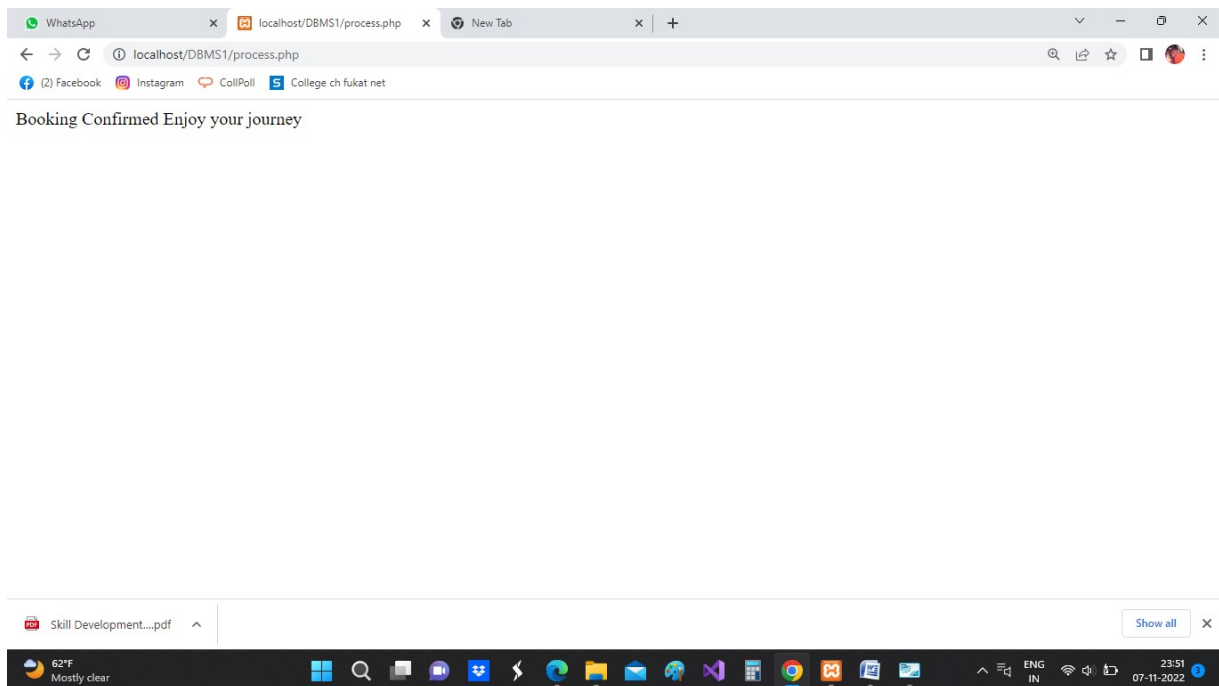 WhatsApp
localhost/DBMS1/process.php
New Tab
localhost/DBMS1/process.php
(2) Facebook Instagram CollPoll S College ch fukat net
Booking Confirmed Enjoy your journey
PDF Skill Development....pdf
Show all
62°F
Mostly clear
ENG
IN
23:51
07-11-2022
3